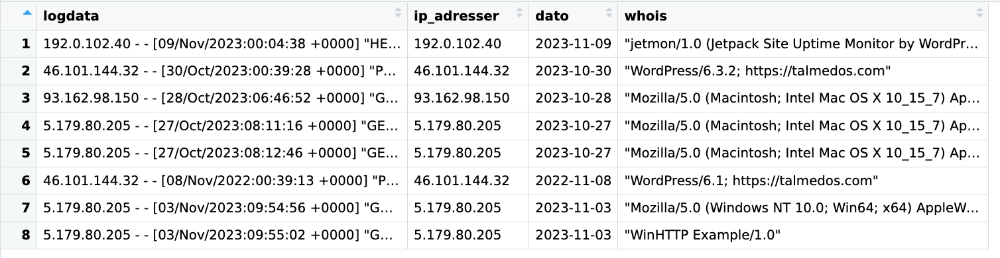 logdata ip_adresser dato whois
1 192.0.102.40 - - [09/Nov/2023:00:04:38 +0000] "HE... 192.0.102.40 2023-11-09 "jetmon/1.0 (Jetpack Site Uptime Monitor by WordPr...
2 46.101.144.32 - - [30/Oct/2023:00:39:28 +0000] "P... 46.101.144.32 2023-10-30 "WordPress/6.3.2; https://talmedos.com"
3 93.162.98.150 - - [28/Oct/2023:06:46:52 +0000] "G... 93.162.98.150 2023-10-28 "Mozilla/5.0 (Macintosh; Intel Mac OS X 10_15_7) Ap...
4 5.179.80.205 - - [27/Oct/2023:08:11:16 +0000] "GE... 5.179.80.205 2023-10-27 "Mozilla/5.0 (Macintosh; Intel Mac OS X 10_15_7) Ap...
5 5.179.80.205 - - [27/Oct/2023:08:12:46 +0000] "GE... 5.179.80.205 2023-10-27 "Mozilla/5.0 (Macintosh; Intel Mac OS X 10_15_7) Ap...
6 46.101.144.32 - - [08/Nov/2022:00:39:13 +0000] "P... 46.101.144.32 2022-11-08 "WordPress/6.1; https://talmedos.com"
7 5.179.80.205 - - [03/Nov/2023:09:54:56 +0000] "G... 5.179.80.205 2023-11-03 "Mozilla/5.0 (Windows NT 10.0; Win64; x64) AppleW...
8 5.179.80.205 - - [03/Nov/2023:09:55:02 +0000] "G... 5.179.80.205 2023-11-03 "WinHTTP Example/1.0"